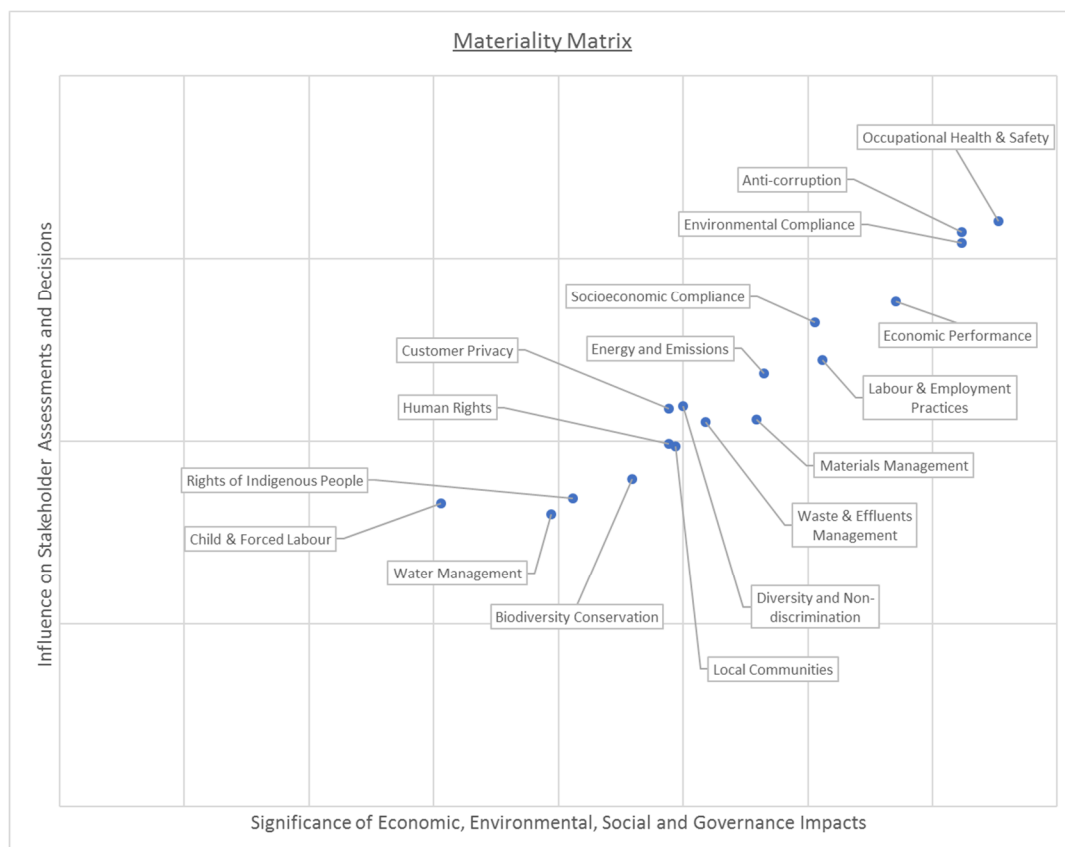 Materiality Matrix
Occupational Health & Safety
Anti-corruption
Environmental Compliance
Socioeconomic Compliance
Economic Performance
Customer Privacy
Energy and Emissions
Labour & Employment
Practices
Human Rights
Materials Management
Rights of Indigenous People
Waste & Effluents
Management
Child & Forced Labour
Water Management
Biodiversity Conservation
Diversity and Non-
discrimination
Local Communities
Influence on Stakeholder Assessments and Decisions
Significance of Economic, Environmental, Social and Governance Impacts